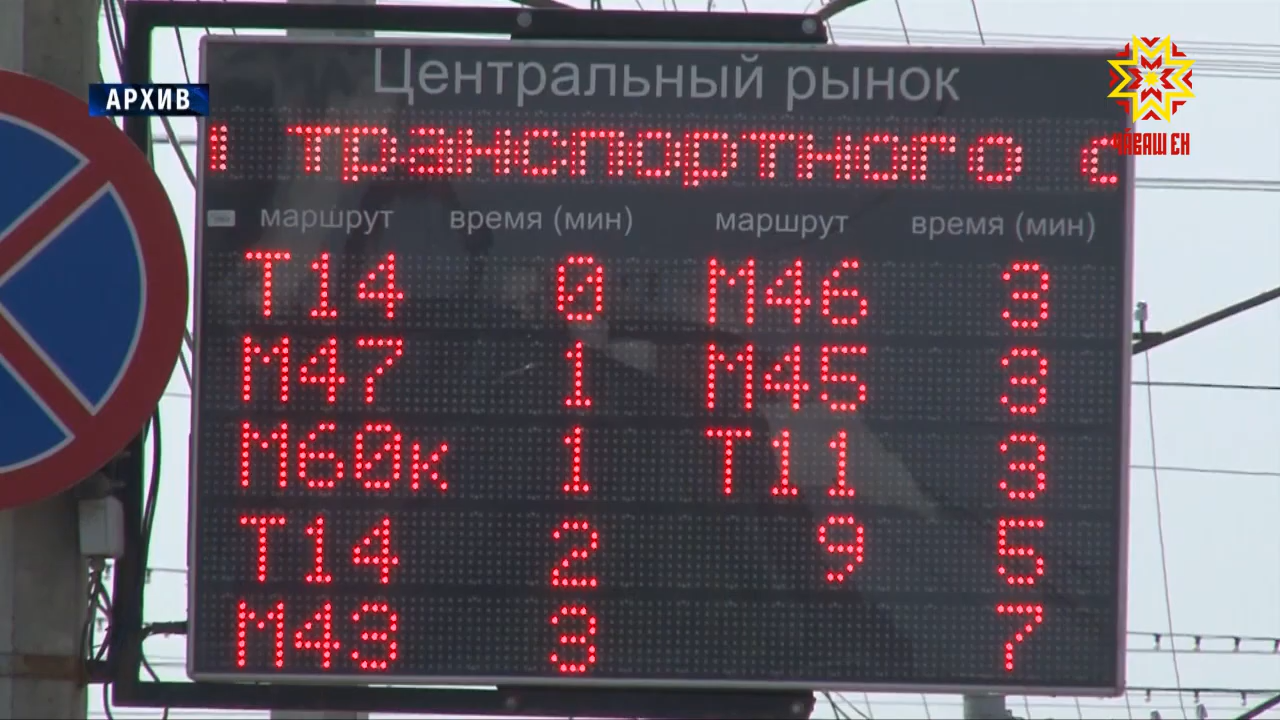 АРХИВ
ЧӐВАШ ЕН
Центральный рынок
транспортного с
маршрут время (мин) маршрут время (мин)
Т14 0 М46 3
М47 1 М45 3
М60к 1 Т11 3
Т14 2 9 5
М43 3 7